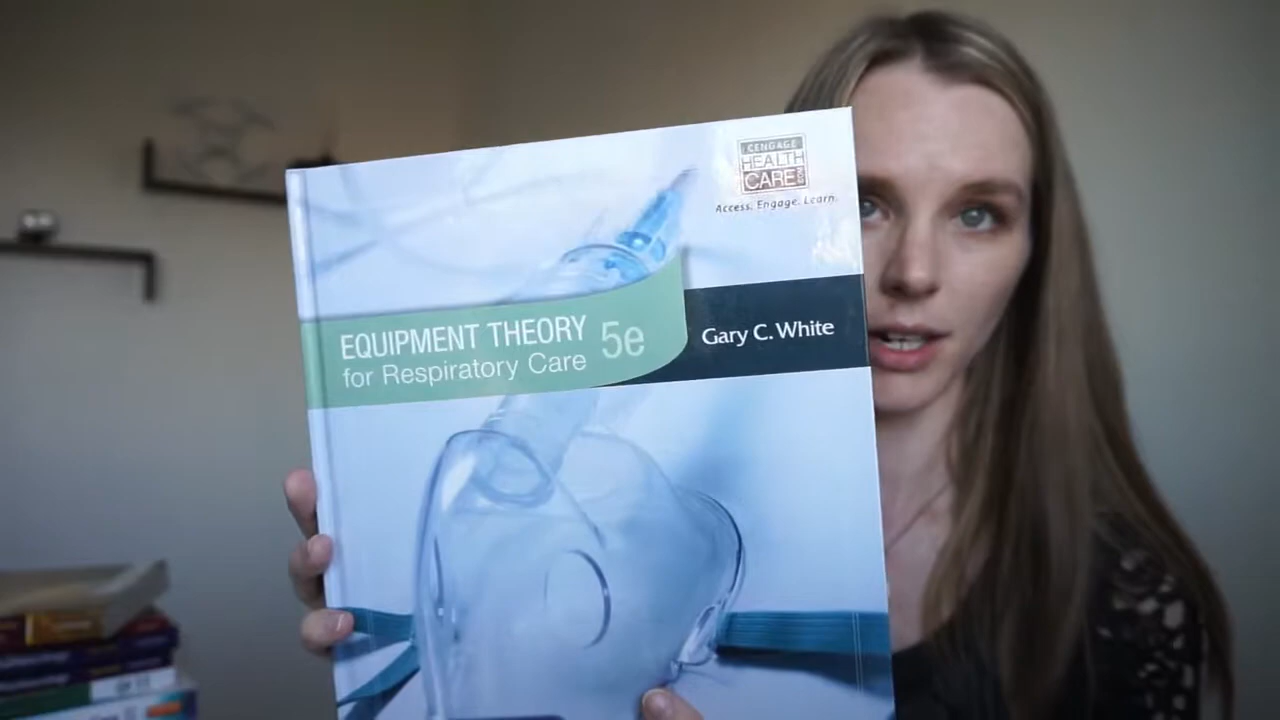 CENGAGE
HEALTH
CARE
Access. Engage. Learn.
EQUIPMENT THEORY
for Respiratory Care
5e
Gary C. White